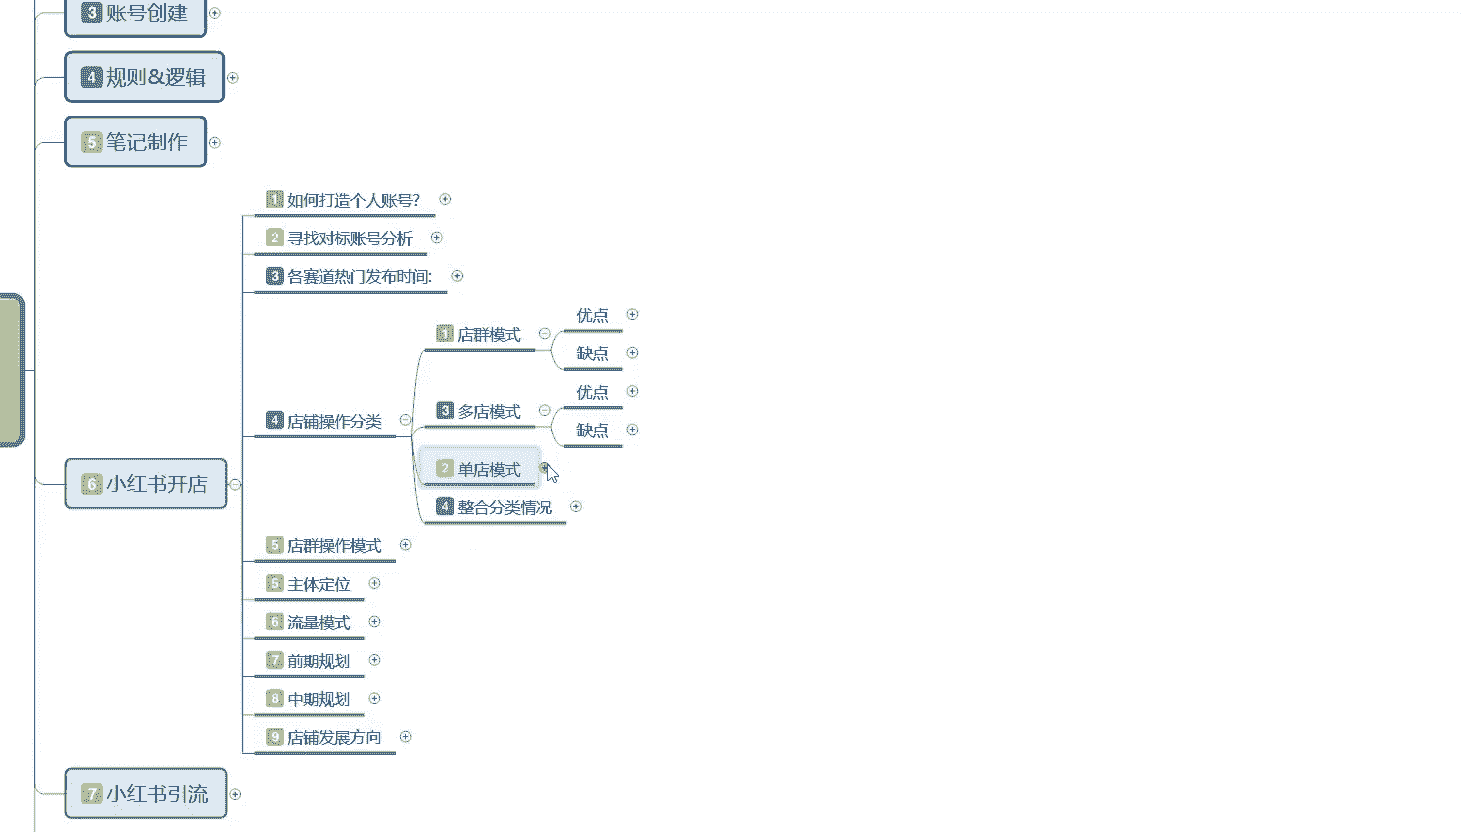 3 账号创建
4 规则&逻辑
5 笔记制作
1 如何打造个人账号?
2 寻找对标账号分析
3 各赛道热门发布时间:
4 店铺操作分类
1 店群模式
优点
缺点
3 多店模式
优点
缺点
2 单店模式
4 整合分类情况
6 小红书开店
5 店群操作模式
5 主体定位
6 流量模式
7 前期规划
8 中期规划
9 店铺发展方向
7 小红书引流